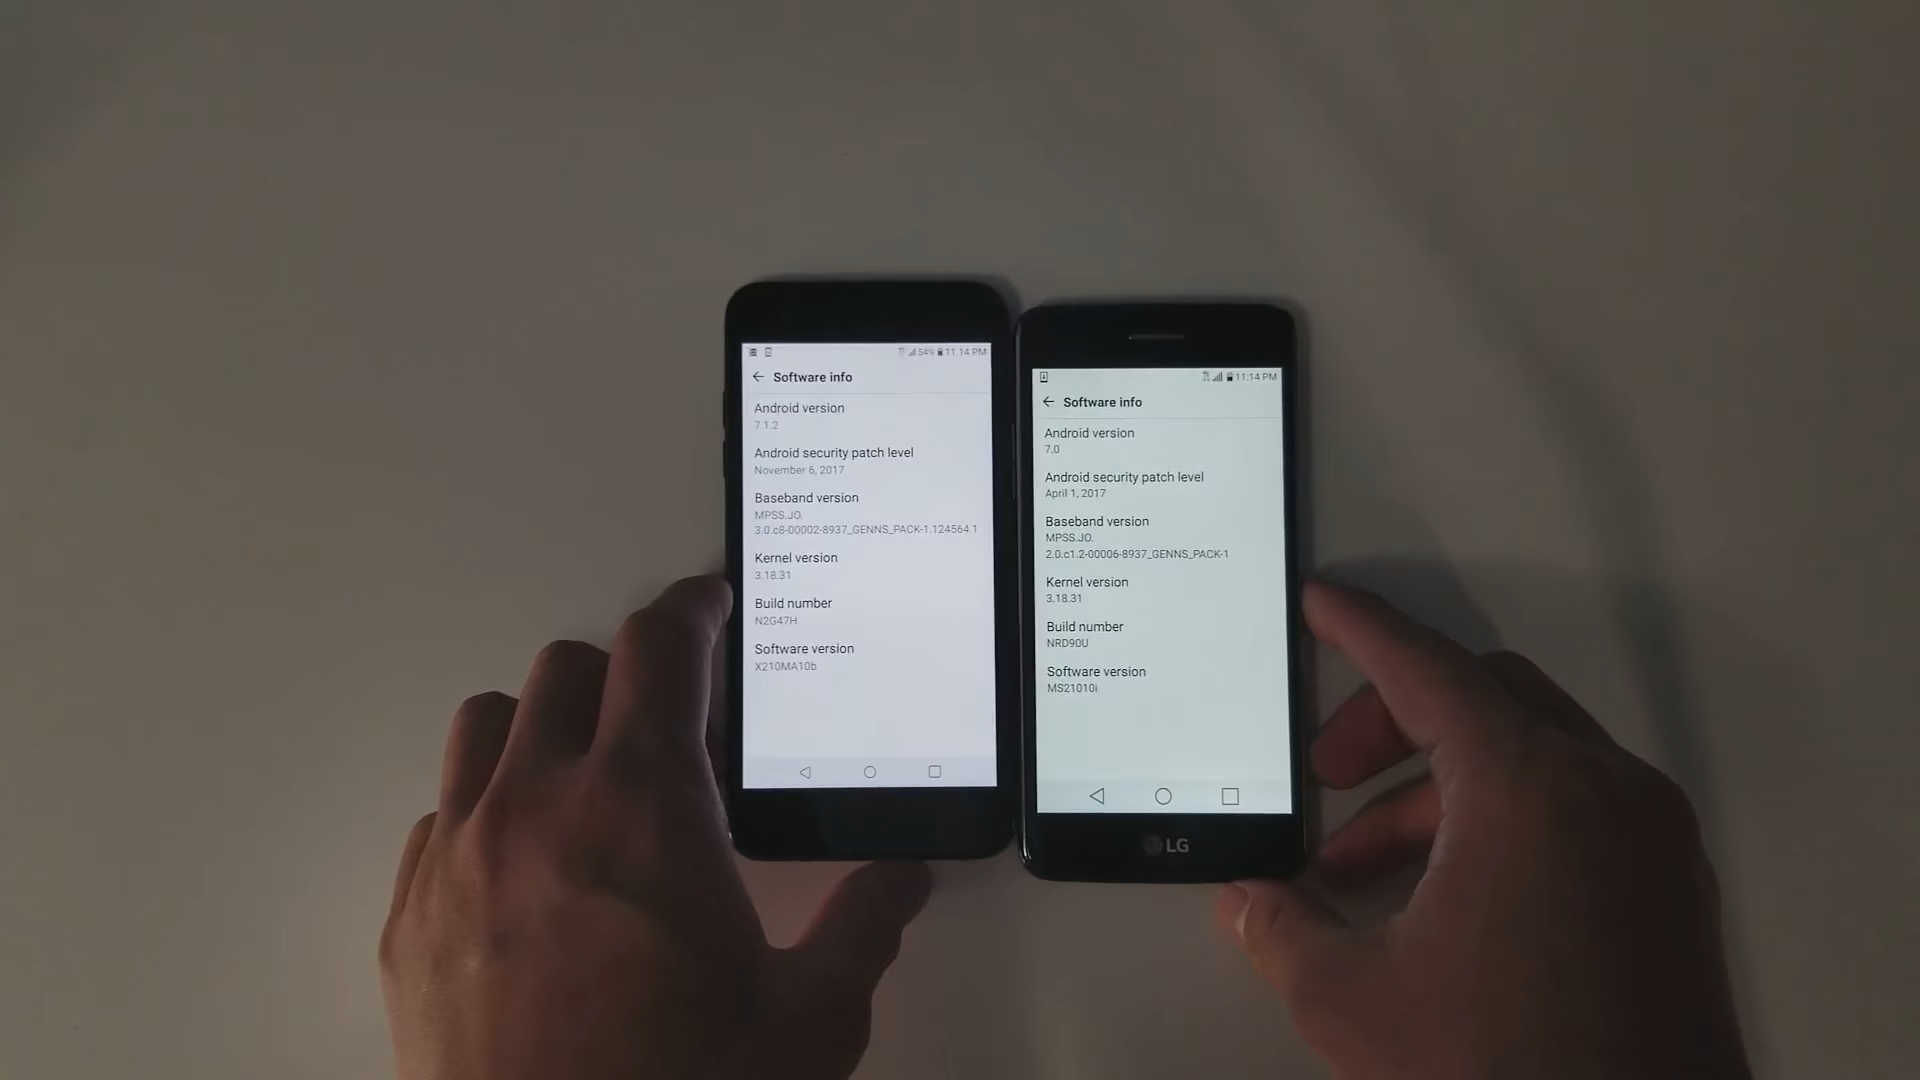 54% 11:14 PM
Software info
Android version
7.1.2
Android security patch level
November 6, 2017
Baseband version
MPSS.JO.
3.0.c8-00002-8937_GENNS_PACK-1.124564.1
Kernel version
3.18.31
Build number
N2G47H
Software version
X210MA10b
11:14 PM
Software info
Android version
7.0
Android security patch level
April 1, 2017
Baseband version
MPSS.JO.
2.0.c1.2-00006-8937_GENNS_PACK-1
Kernel version
3.18.31
Build number
NRD90U
Software version
MS21010i
LG